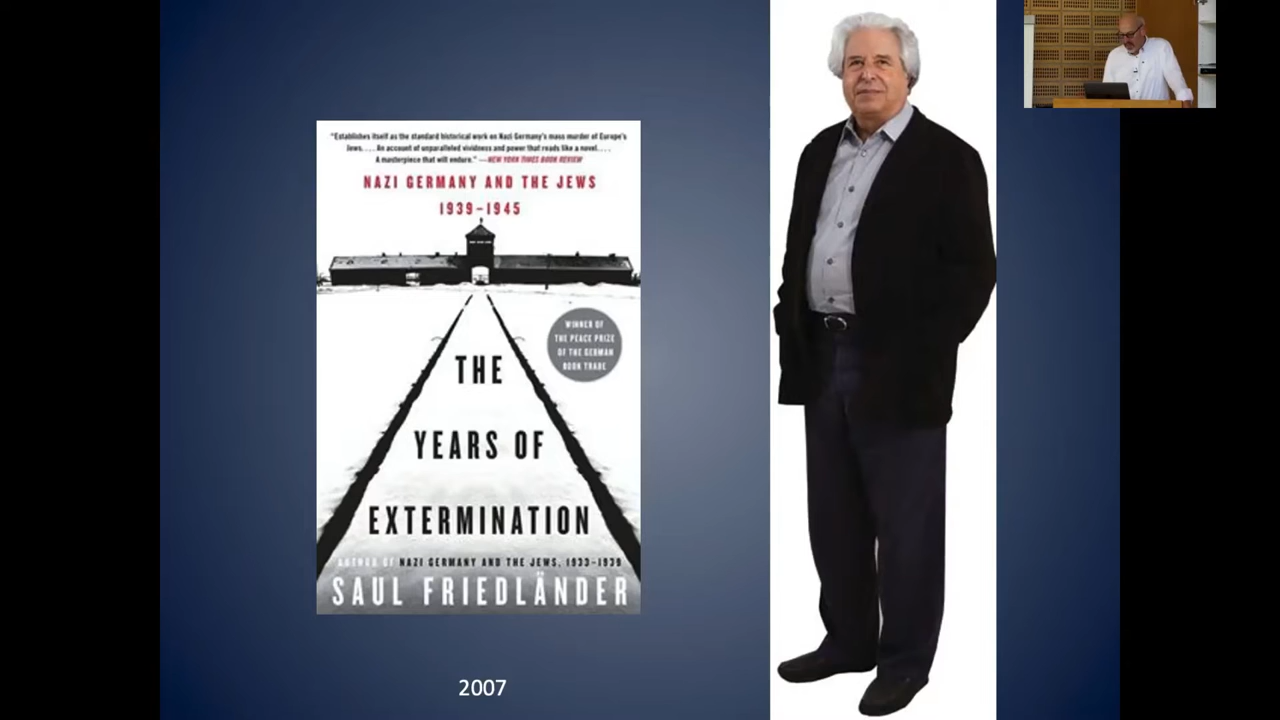 "Establishes itself as the standard historical work on Nazi Germany's mass murder of Europe's
Jews. . . . An account of unparalleled vividness and power that reads like a novel. . . .
A masterpiece that will endure." —NEW YORK TIMES BOOK REVIEW
NAZI GERMANY AND THE JEWS
1939–1945
WINNER OF
THE PEACE PRIZE
OF THE GERMAN
BOOK TRADE
THE
YEARS OF
EXTERMINATION
AUTHOR OF NAZI GERMANY AND THE JEWS, 1933–1939
SAUL FRIEDLÄNDER
2007